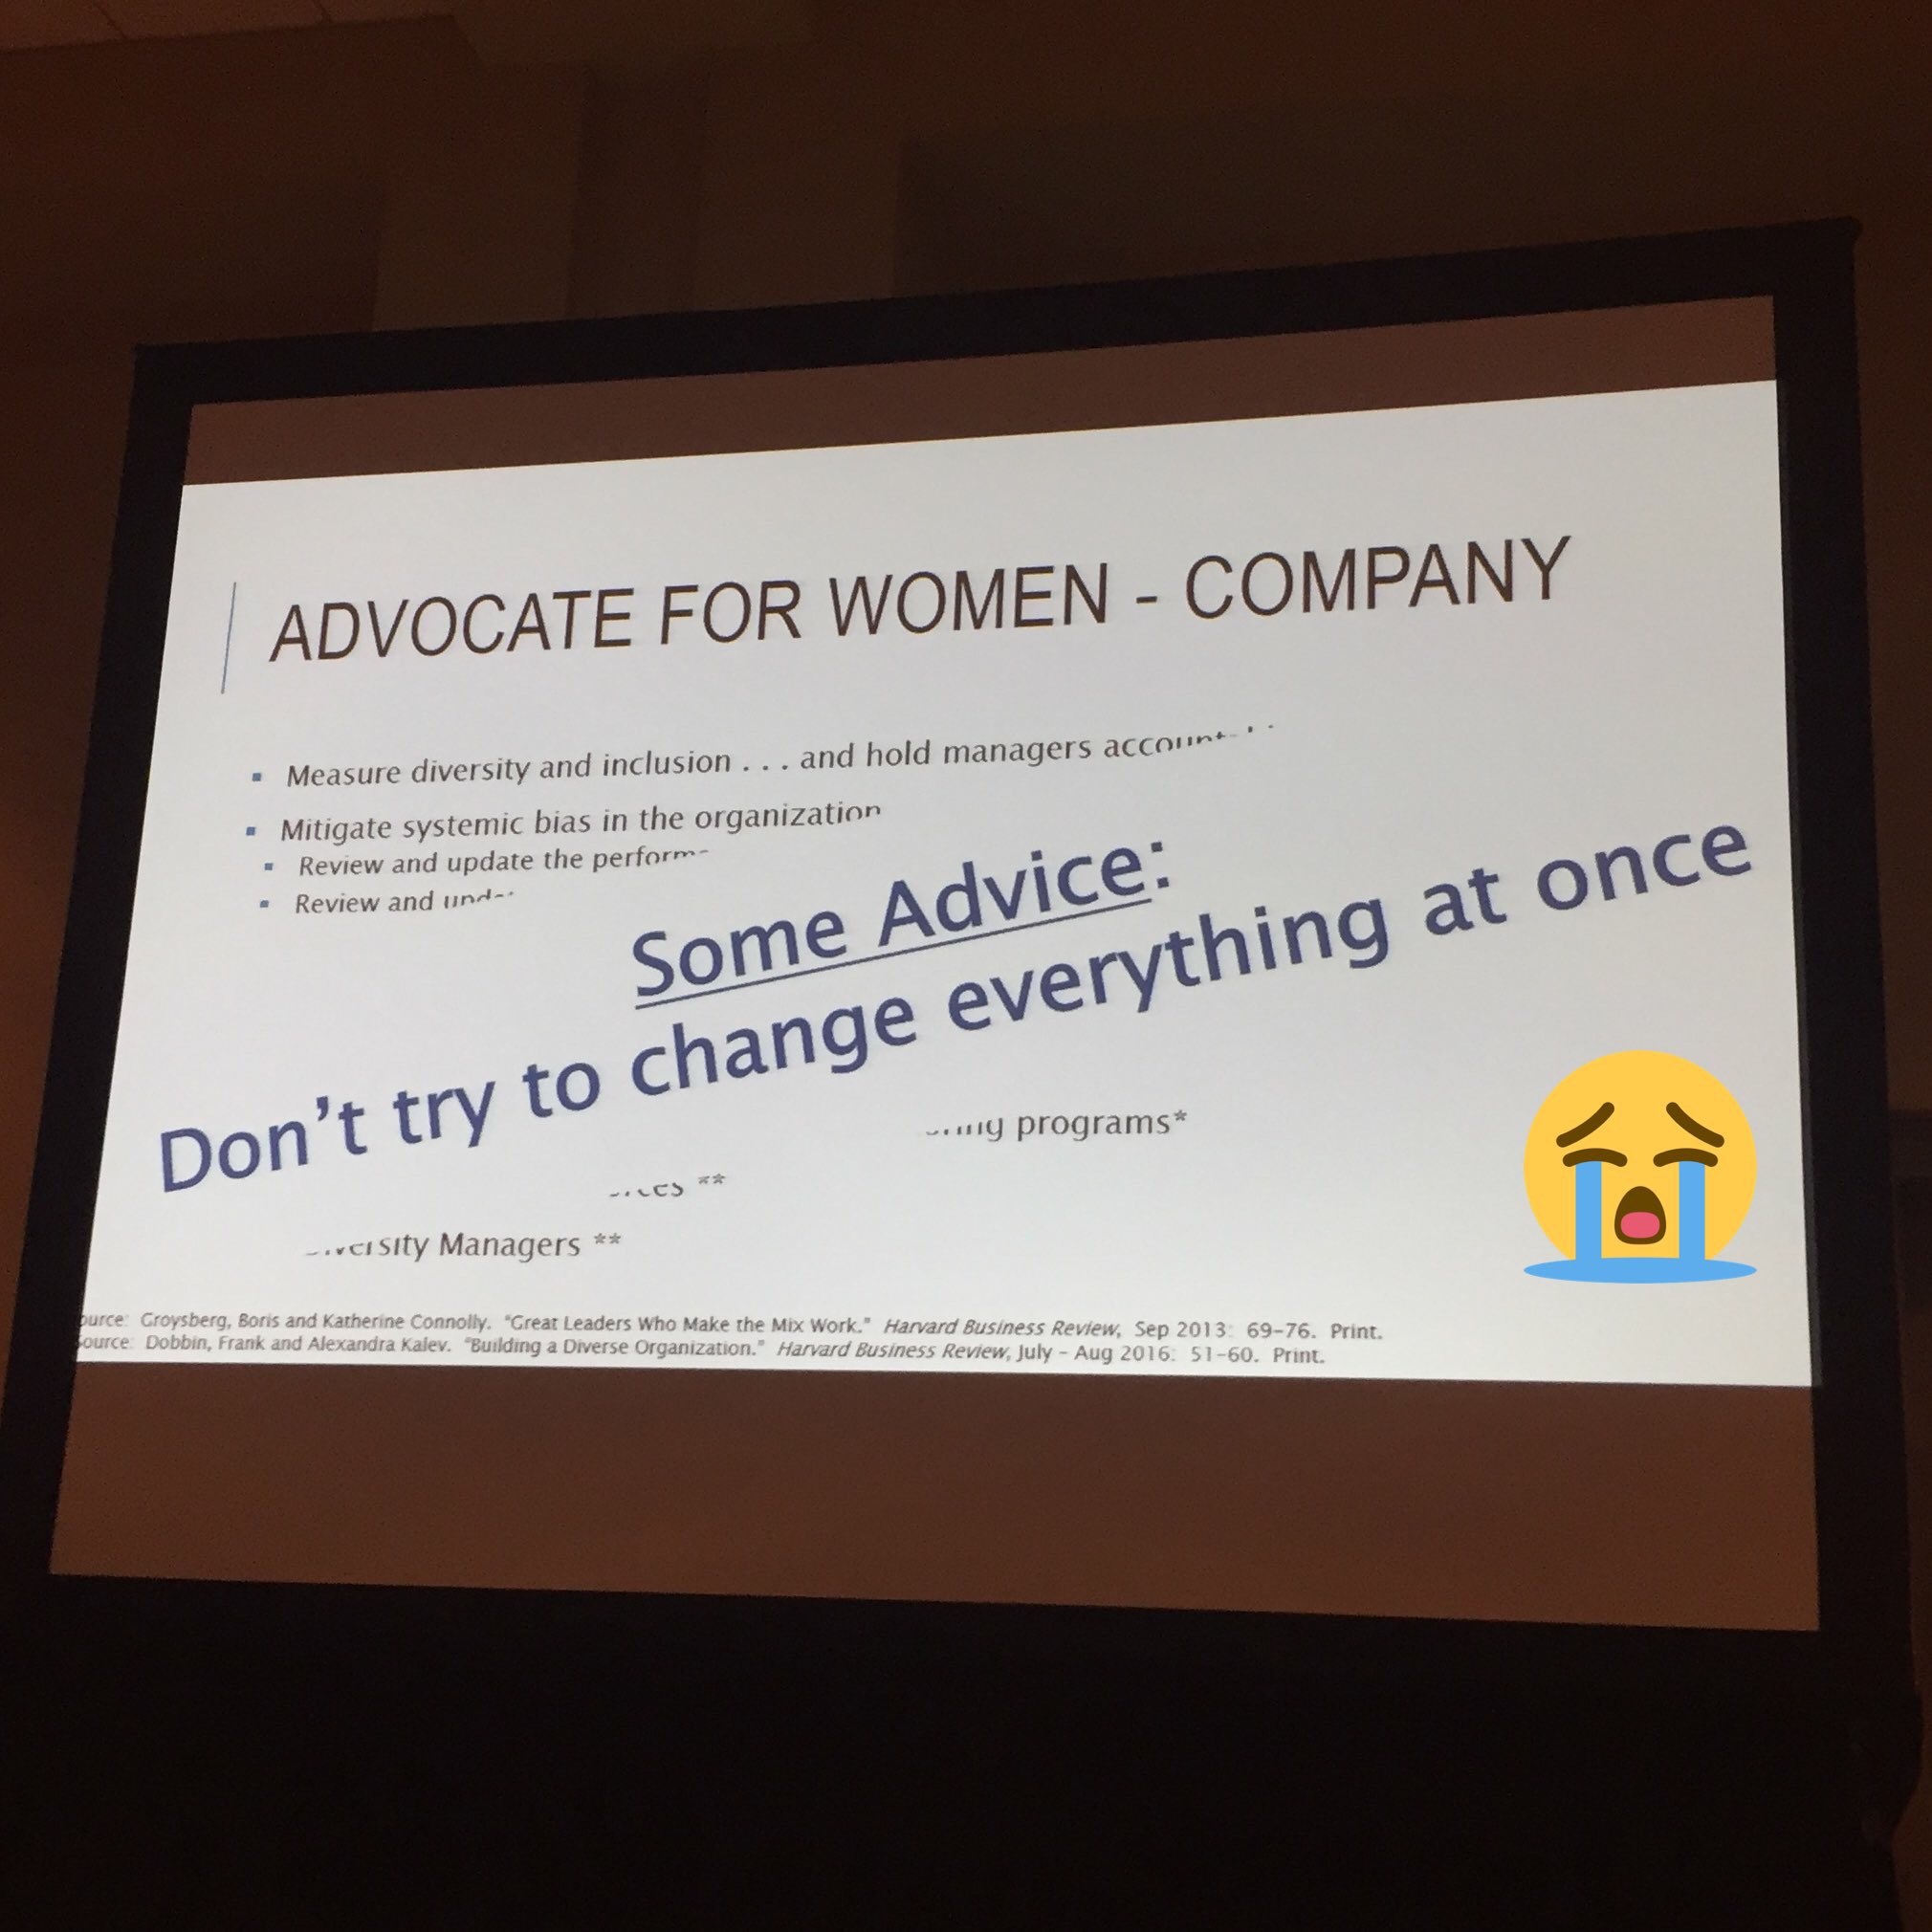 ADVOCATE FOR WOMEN - COMPANY
Measure diversity and inclusion . . . and hold managers
Mitigate systemic bias in the organization
Review and update the
Review and
Some Advice:
Don't try to change everything at once
programs*
**
Managers **
Groysberg, Boris and Katherine Connolly. "Great Leaders Who Make the Mix Work." Harvard Business Review, Sep 2013: 69-76. Print.
Dobbin, Frank and Alexandra Kalev. "Building a Diverse Organization." Harvard Business Review, July - Aug 2016: 51-60. Print.